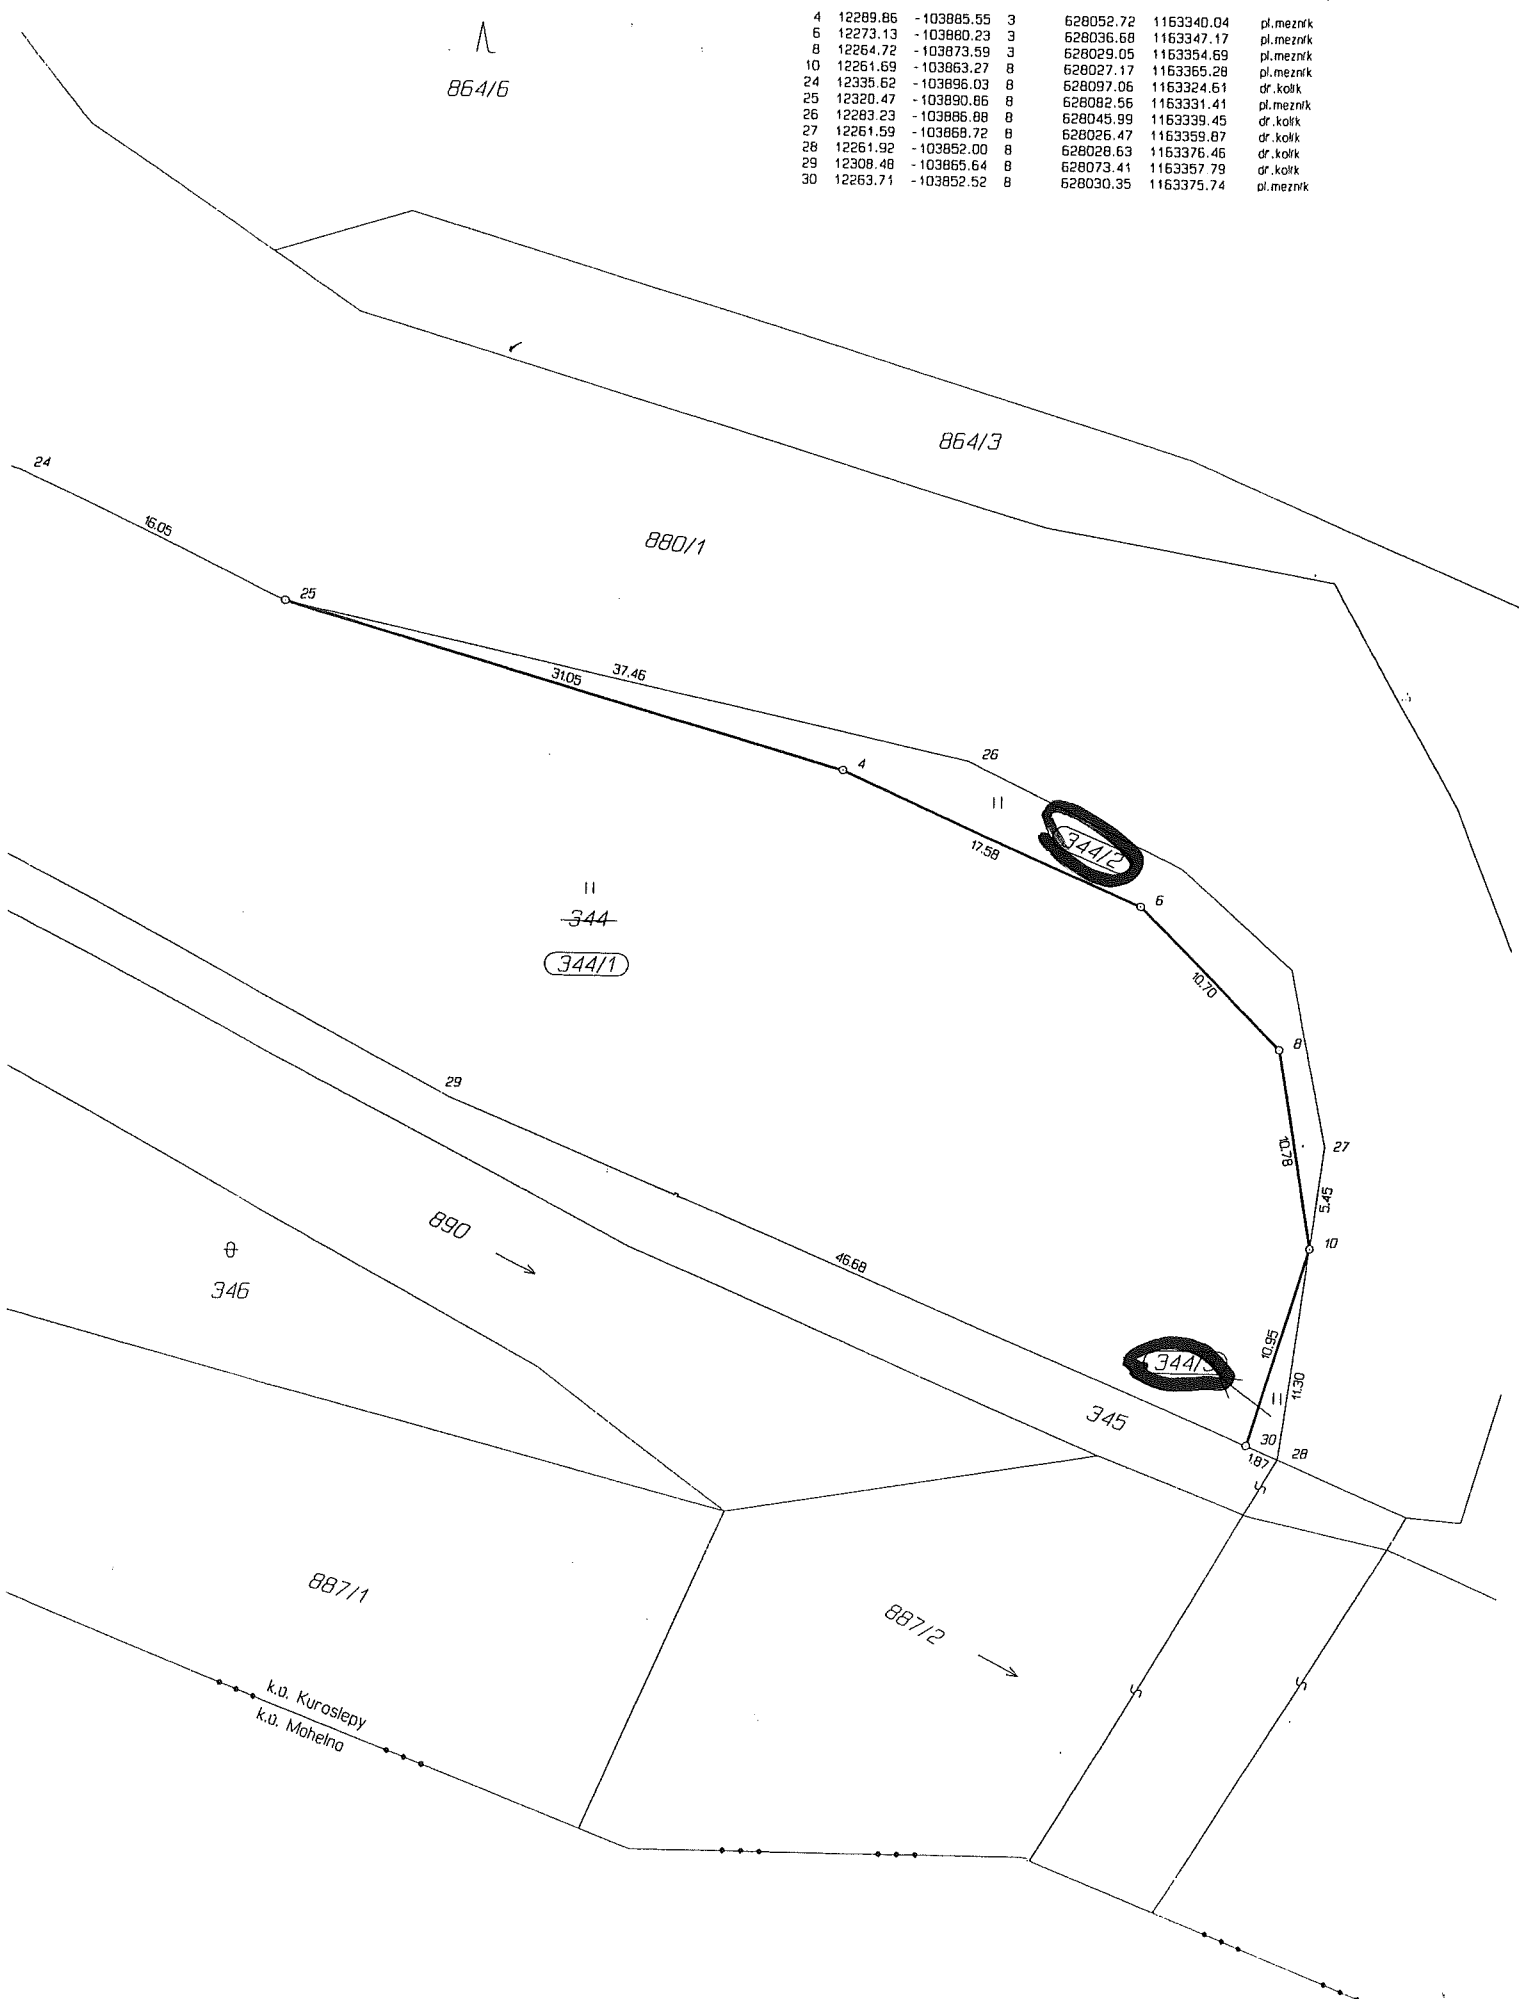 4 12289.86 -103885.55 3 628052.72 1163340.04 pl.mezník
6 12273.13 -103880.23 3 628036.68 1163347.17 pl.mezník
8 12264.72 -103873.59 3 628029.05 1163354.69 pl.mezník
10 12261.69 -103863.27 8 628027.17 1163365.28 pl.mezník
24 12335.62 -103896.03 8 628097.06 1163324.61 dř.kolík
25 12320.47 -103890.86 8 628082.56 1163331.41 pl.mezník
26 12283.23 -103886.88 8 628045.99 1163339.45 dř.kolík
27 12261.59 -103868.72 8 628026.47 1163359.87 dř.kolík
28 12261.92 -103852.00 8 628028.63 1163376.46 dř.kolík
29 12308.48 -103865.64 8 628073.41 1163357.79 dř.kolík
30 12263.71 -103852.52 8 628030.35 1163375.74 pl.mezník
864/6
864/3
24
16.05
880/1
25
37.46
31.05
26
4
344/2
17.58
6
344
344/1
10.70
8
29
10.78
27
5.45
890
10
46.68
346
10.95
344/3
11.30
345
30
28
1.87
887/1
887/2
k.ú. Kuroslepy
k.ú. Mohelno